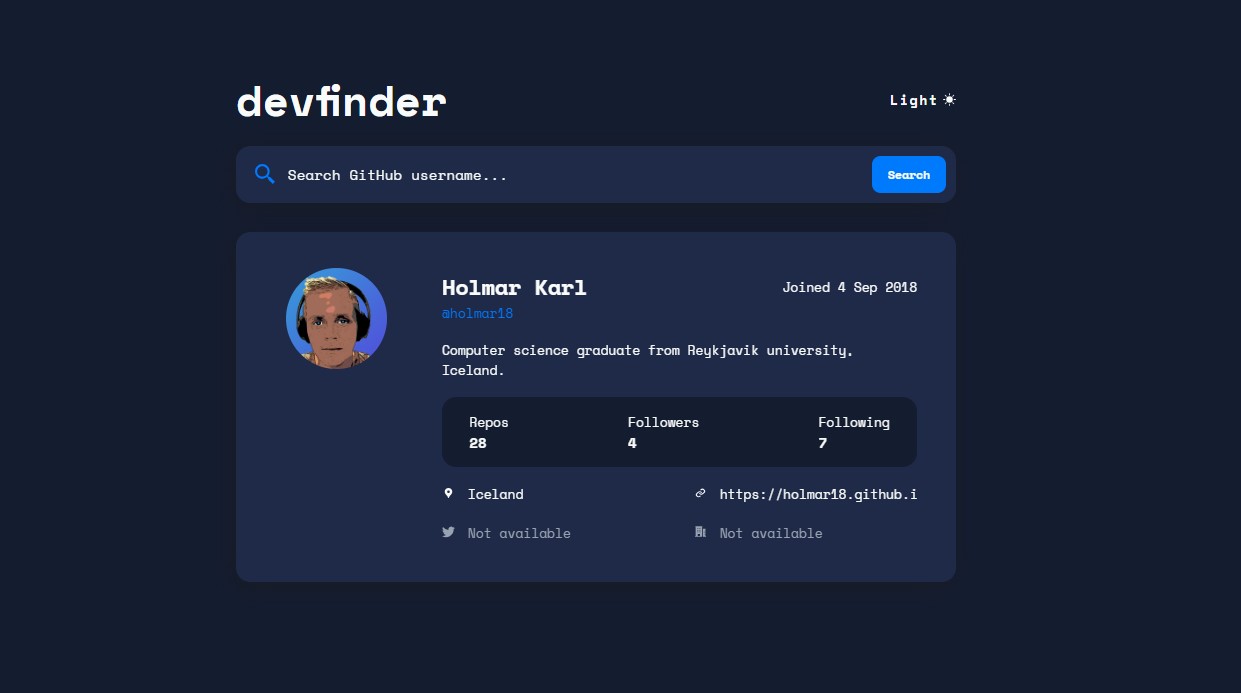 devfinder
Light
Search GitHub username...
Search
Holmar Karl
Joined 4 Sep 2018
@holmar18
Computer science graduate from Reykjavik university,
Iceland.
Repos Followers Following
28 4 7
Iceland
https://holmar18.github.i
Not available
Not available